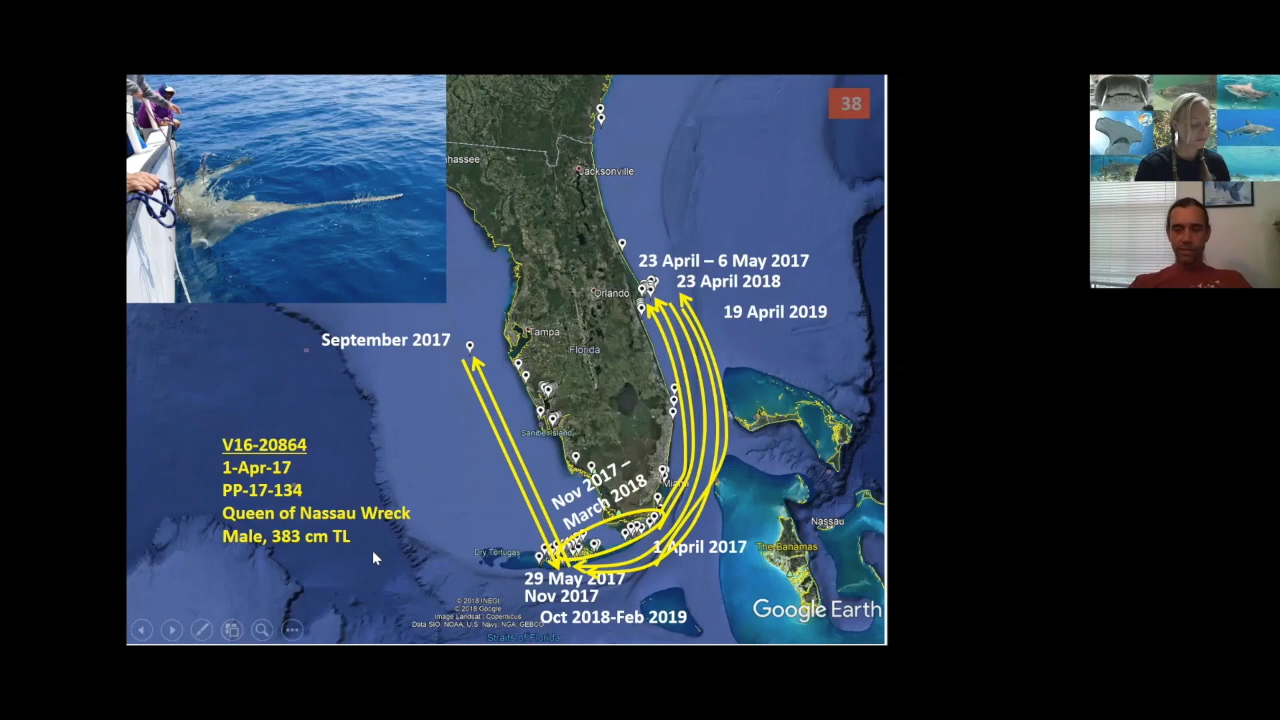 38
hassee
Jacksonville
23 April – 6 May 2017
23 April 2018
Orlando
19 April 2019
September 2017
Tampa
Florida
Sanibel Island
V16-20864
1-Apr-17
PP-17-134
Queen of Nassau Wreck
Male, 383 cm TL
Nov 2017 –
March 2018
Miami
Nassau
The Bahamas
1 April 2017
Dry Tortugas
29 May 2017
Nov 2017
Oct 2018-Feb 2019
© 2018 INEGI
© 2018 Google
Image Landsat / Copernicus
Data SIO, NOAA, U.S. Navy, NGA, GEBCO
Google Earth
Straits of Florida